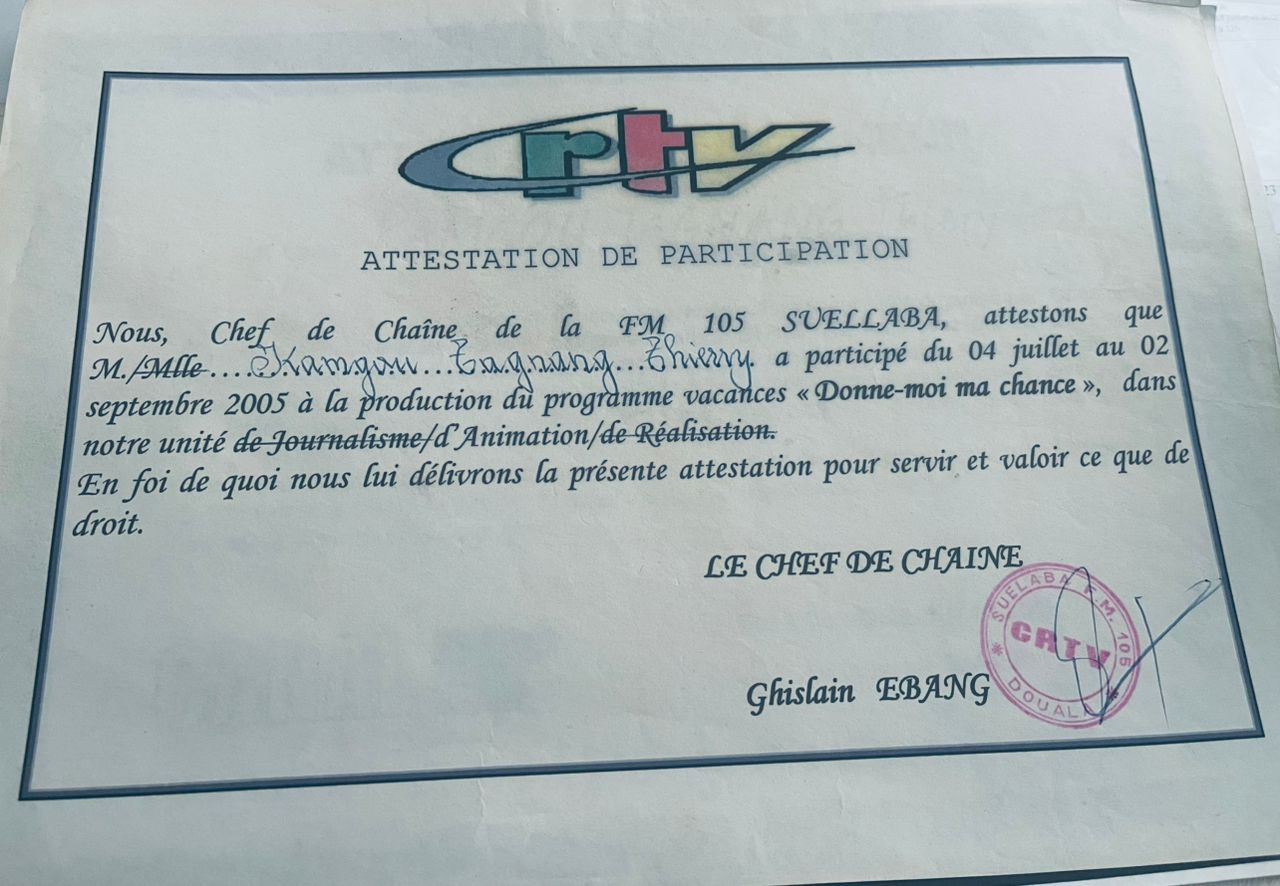 crtv
ATTESTATION DE PARTICIPATION
Nous, Chef de Chaîne de la FM 105 SUELLABA, attestons que
M./Mlle....Kamgou...Tagnang...Thierry. a participé du 04 juillet au 02
septembre 2005 à la production du programme vacances « Donne-moi ma chance », dans
notre unité de Journalisme/d'Animation/de Réalisation.
En foi de quoi nous lui délivrons la présente attestation pour servir et valoir ce que de
droit.
LE CHEF DE CHAINE
SUELABA F.M. 105
CRTV
DOUALA
Ghislain EBANG